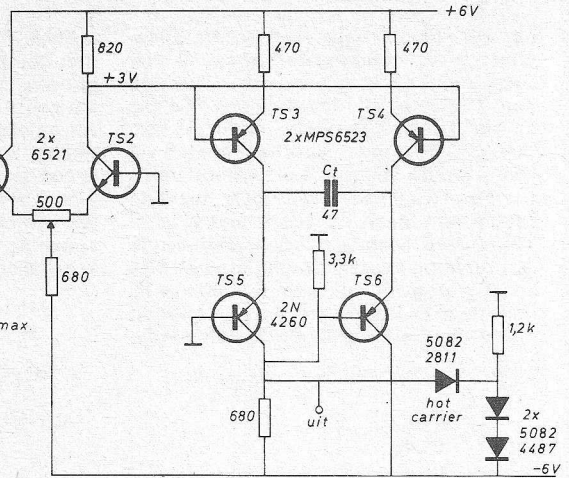 +6V
820
470
470
+3V
TS3
TS4
2x
6521
TS2
2xMPS6523
500
Ct
47
680
3,3k
TS5
TS6
2N
4260
max.
5082
2811
1,2k
hot
carrier
680
uit
2x
5082
4487
-6V